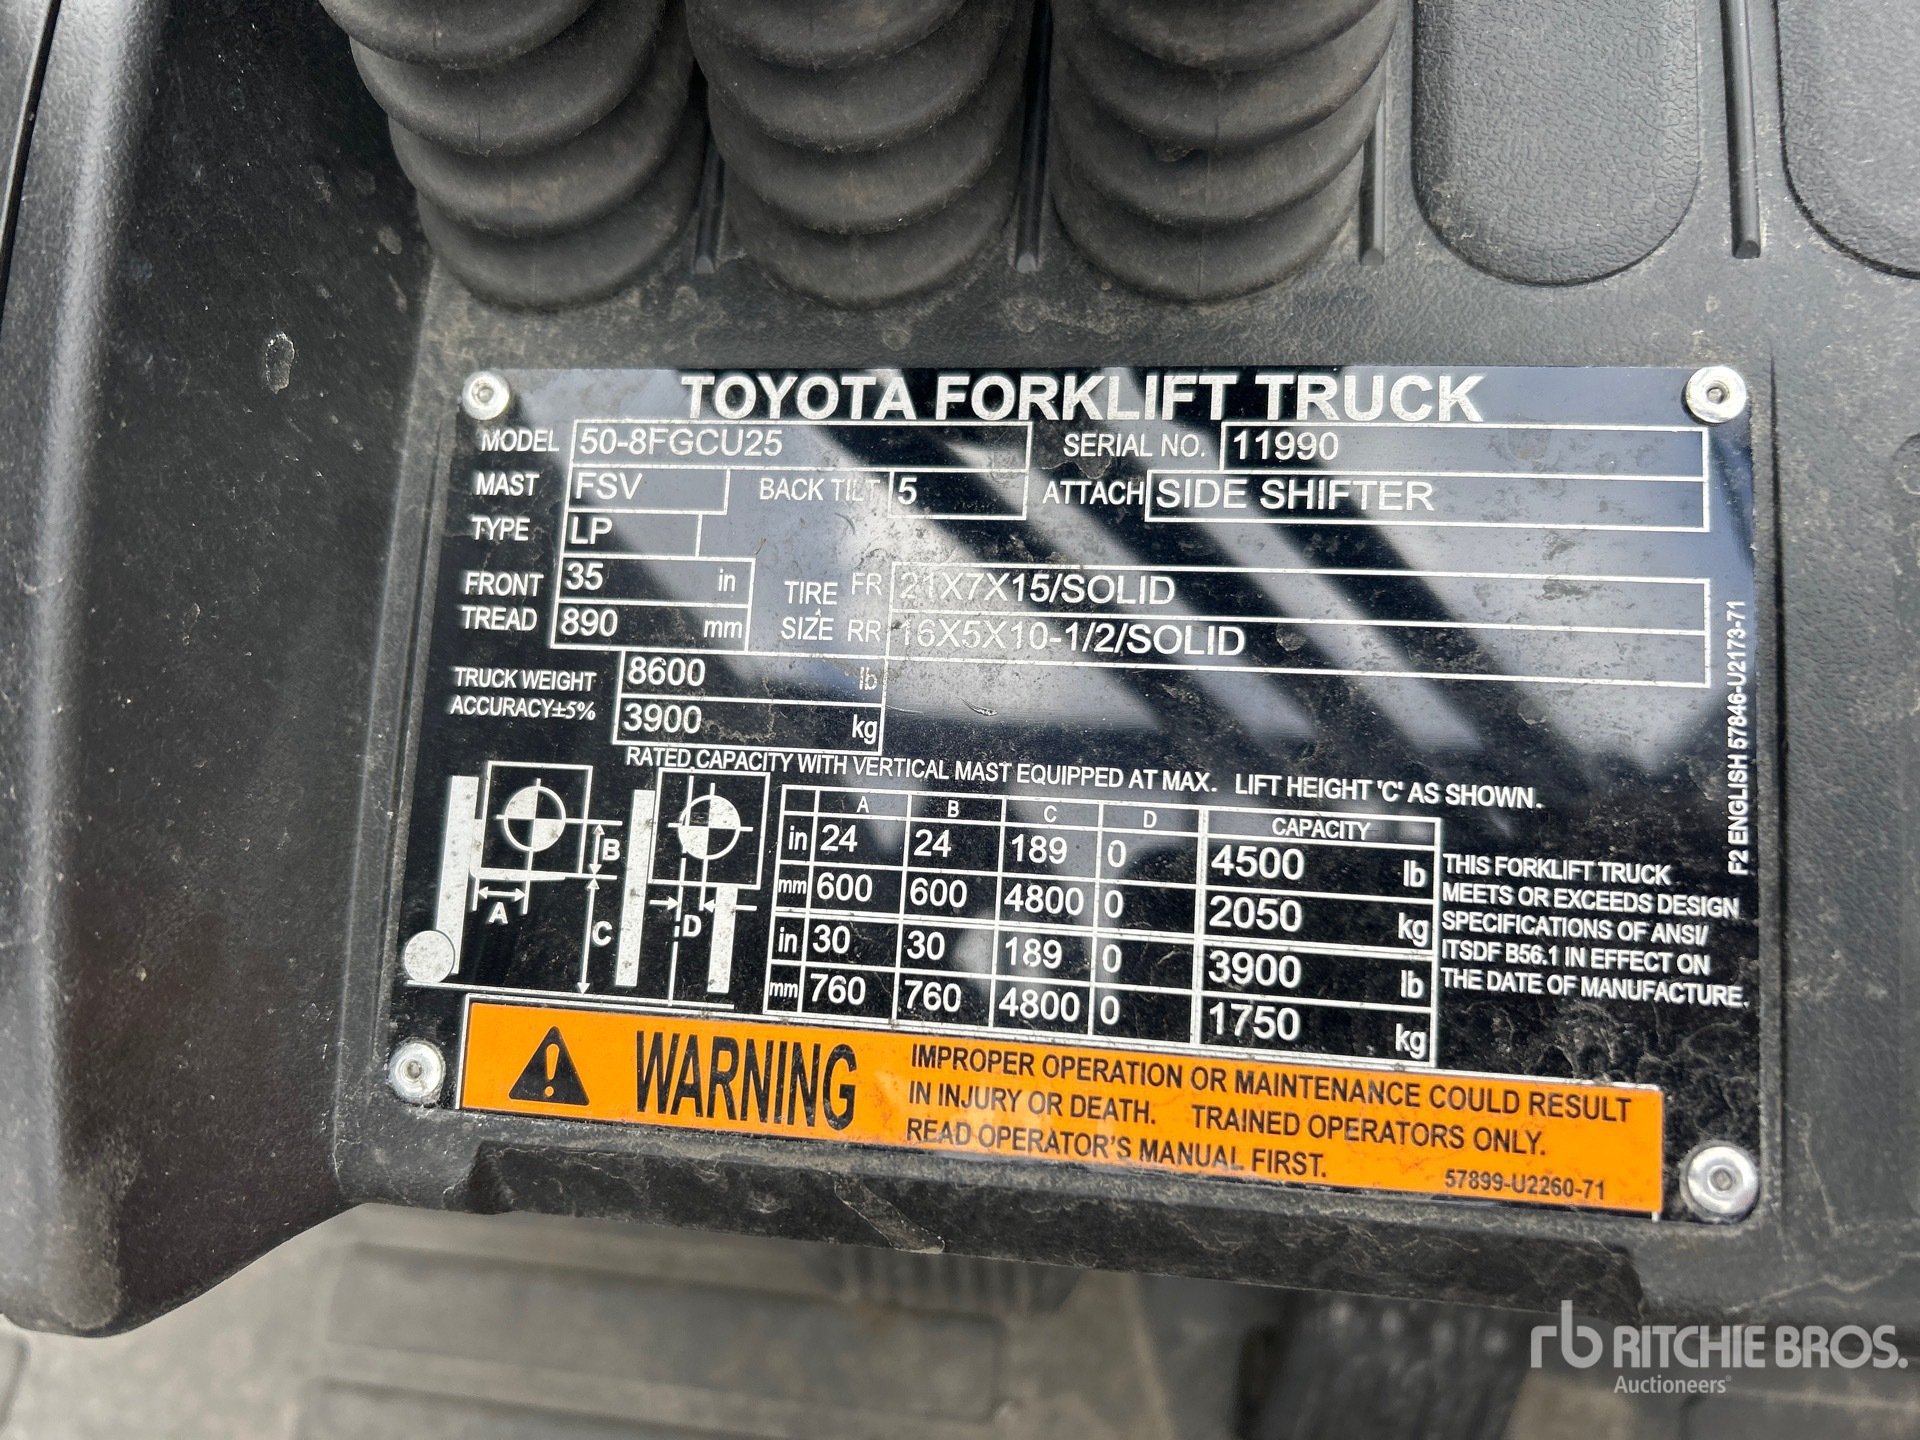 TOYOTA FORKLIFT TRUCK
MODEL 50-8FGCU25 SERIAL NO. 11990
MAST FSV BACK TILT 5 ATTACH SIDE SHIFTER
TYPE LP
FRONT TREAD 35 in
890 mm
TIRE SIZE FR 21X7X15/SOLID
RR 16X5X10-1/2/SOLID
TRUCK WEIGHT 8600 lb
ACCURACY±5% 3900 kg
RATED CAPACITY WITH VERTICAL MAST EQUIPPED AT MAX. LIFT HEIGHT 'C' AS SHOWN.
A B C D
A B C D CAPACITY
in 24 24 189 0 4500 lb
mm 600 600 4800 0 2050 kg
in 30 30 189 0 3900 lb
mm 760 760 4800 0 1750 kg
THIS FORKLIFT TRUCK
MEETS OR EXCEEDS DESIGN
SPECIFICATIONS OF ANSI/
ITSDF B56.1 IN EFFECT ON
THE DATE OF MANUFACTURE.
F2 ENGLISH 57846-U2173-71
WARNING
IMPROPER OPERATION OR MAINTENANCE COULD RESULT
IN INJURY OR DEATH. TRAINED OPERATORS ONLY.
READ OPERATOR'S MANUAL FIRST.
57899-U2260-71
rb RITCHIE BROS.
Auctioneers